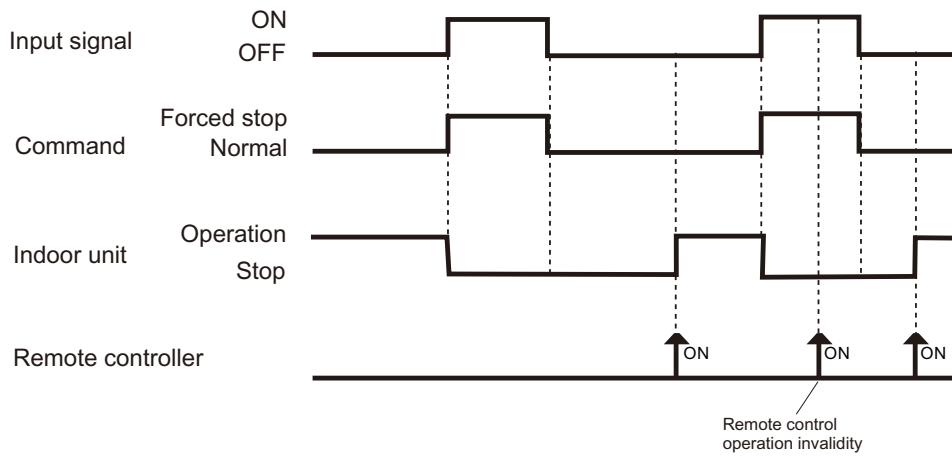 ON
Input signal
OFF
Forced stop
Command
Normal
Operation
Indoor unit
Stop
Remote controller
ON
ON
ON
Remote control
operation invalidity